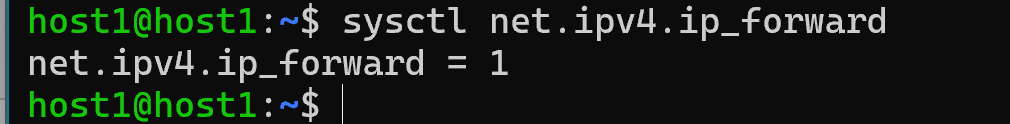 host1@host1:~$ sysctl net.ipv4.ip_forward
net.ipv4.ip_forward = 1
host1@host1:~$